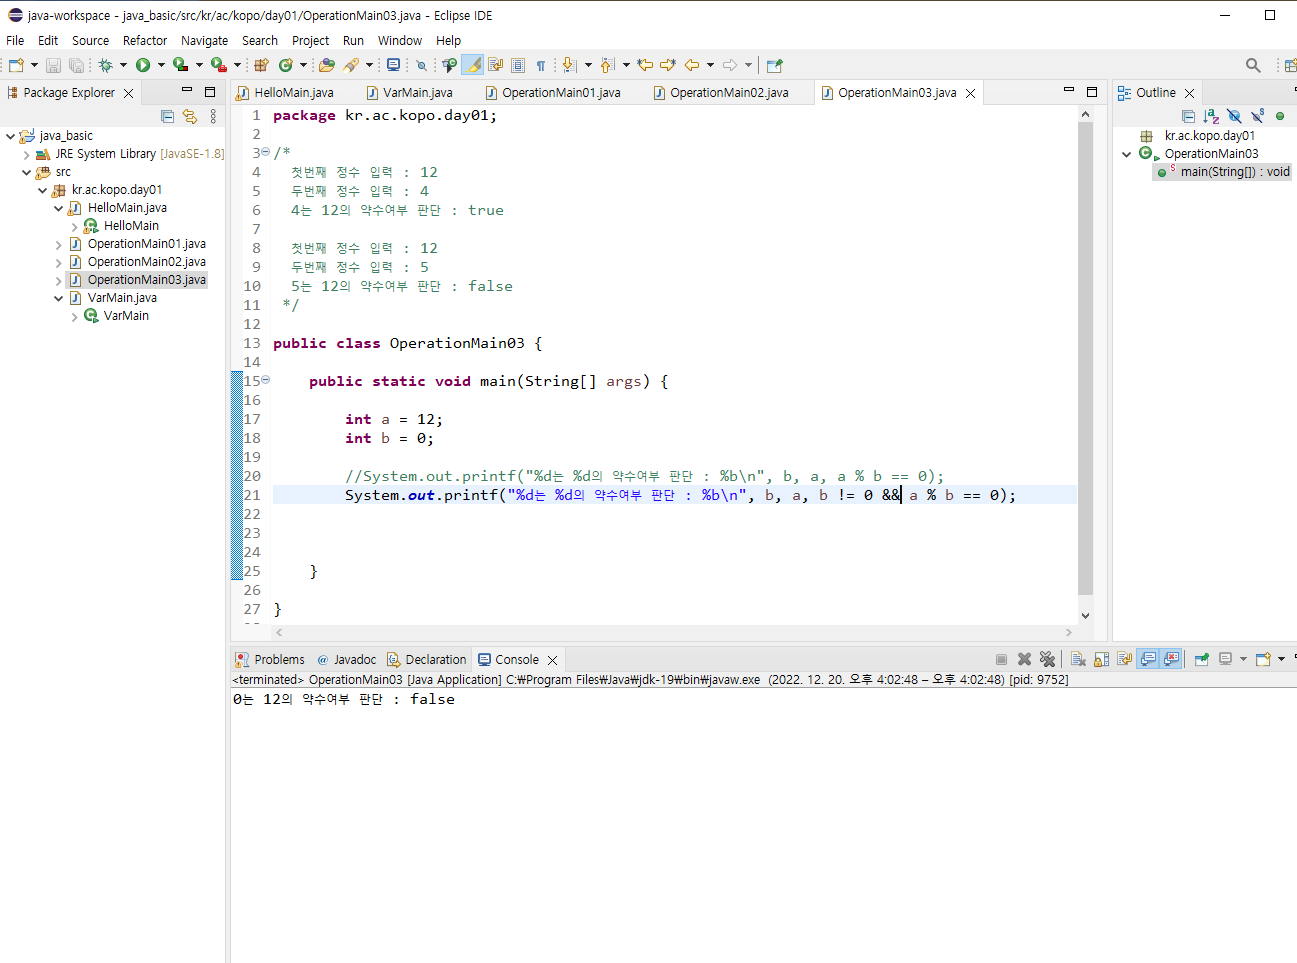 java-workspace - java_basic/src/kr/ac/kopo/day01/OperationMain03.java - Eclipse IDE
File Edit Source Refactor Navigate Search Project Run Window Help
Package Explorer
java_basic
JRE System Library [JavaSE-1.8]
src
kr.ac.kopo.day01
HelloMain.java
HelloMain
OperationMain01.java
OperationMain02.java
OperationMain03.java
VarMain.java
VarMain
HelloMain.java VarMain.java OperationMain01.java OperationMain02.java OperationMain03.java
1 package kr.ac.kopo.day01;
2
3 /*
4 첫번째 정수 입력 : 12
5 두번째 정수 입력 : 4
6 4는 12의 약수여부 판단 : true
7
8 첫번째 정수 입력 : 12
9 두번째 정수 입력 : 5
10 5는 12의 약수여부 판단 : false
11 */
12
13 public class OperationMain03 {
14
15 public static void main(String[] args) {
16
17 int a = 12;
18 int b = 0;
19
20 //System.out.printf("%d는 %d의 약수여부 판단 : %b\n", b, a, a % b == 0);
21 System.out.printf("%d는 %d의 약수여부 판단 : %b\n", b, a, b != 0 && a % b == 0);
22
23
24
25 }
26
27 }
Outline
kr.ac.kopo.day01
OperationMain03
main(String[]) : void
Problems Javadoc Declaration Console
<terminated> OperationMain03 [Java Application] C:₩Program Files₩Java₩jdk-19₩bin₩javaw.exe (2022. 12. 20. 오후 4:02:48 – 오후 4:02:48) [pid: 9752]
0는 12의 약수여부 판단 : false